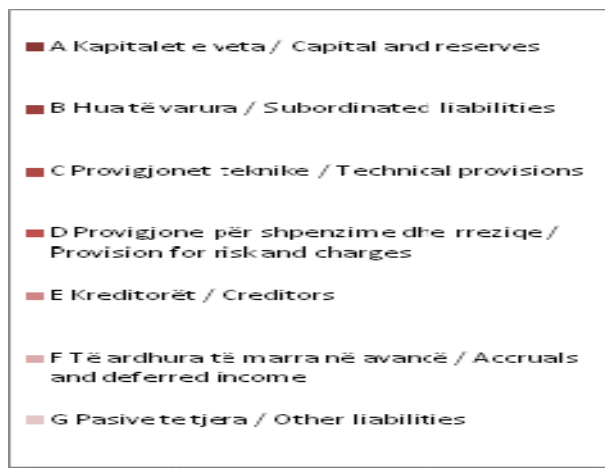 A Kapitalet e veta / Capital and reserves
B Hua të varura / Subordinated liabilities
C Provigjonet teknike / Technical provisions
D Provigjone për shpenzime dhe rreziqe /
Provision for risk and charges
E Kreditorët / Creditors
F Të ardhura të marra në avancë / Accruals
and deferred income
G Pasive te tjera / Other liabilities